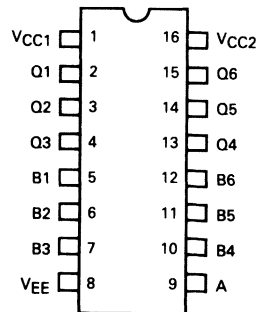 VCC1 1 16 VCC2
Q1 2 15 Q6
Q2 3 14 Q5
Q3 4 13 Q4
B1 5 12 B6
B2 6 11 B5
B3 7 10 B4
VEE 8 9 A